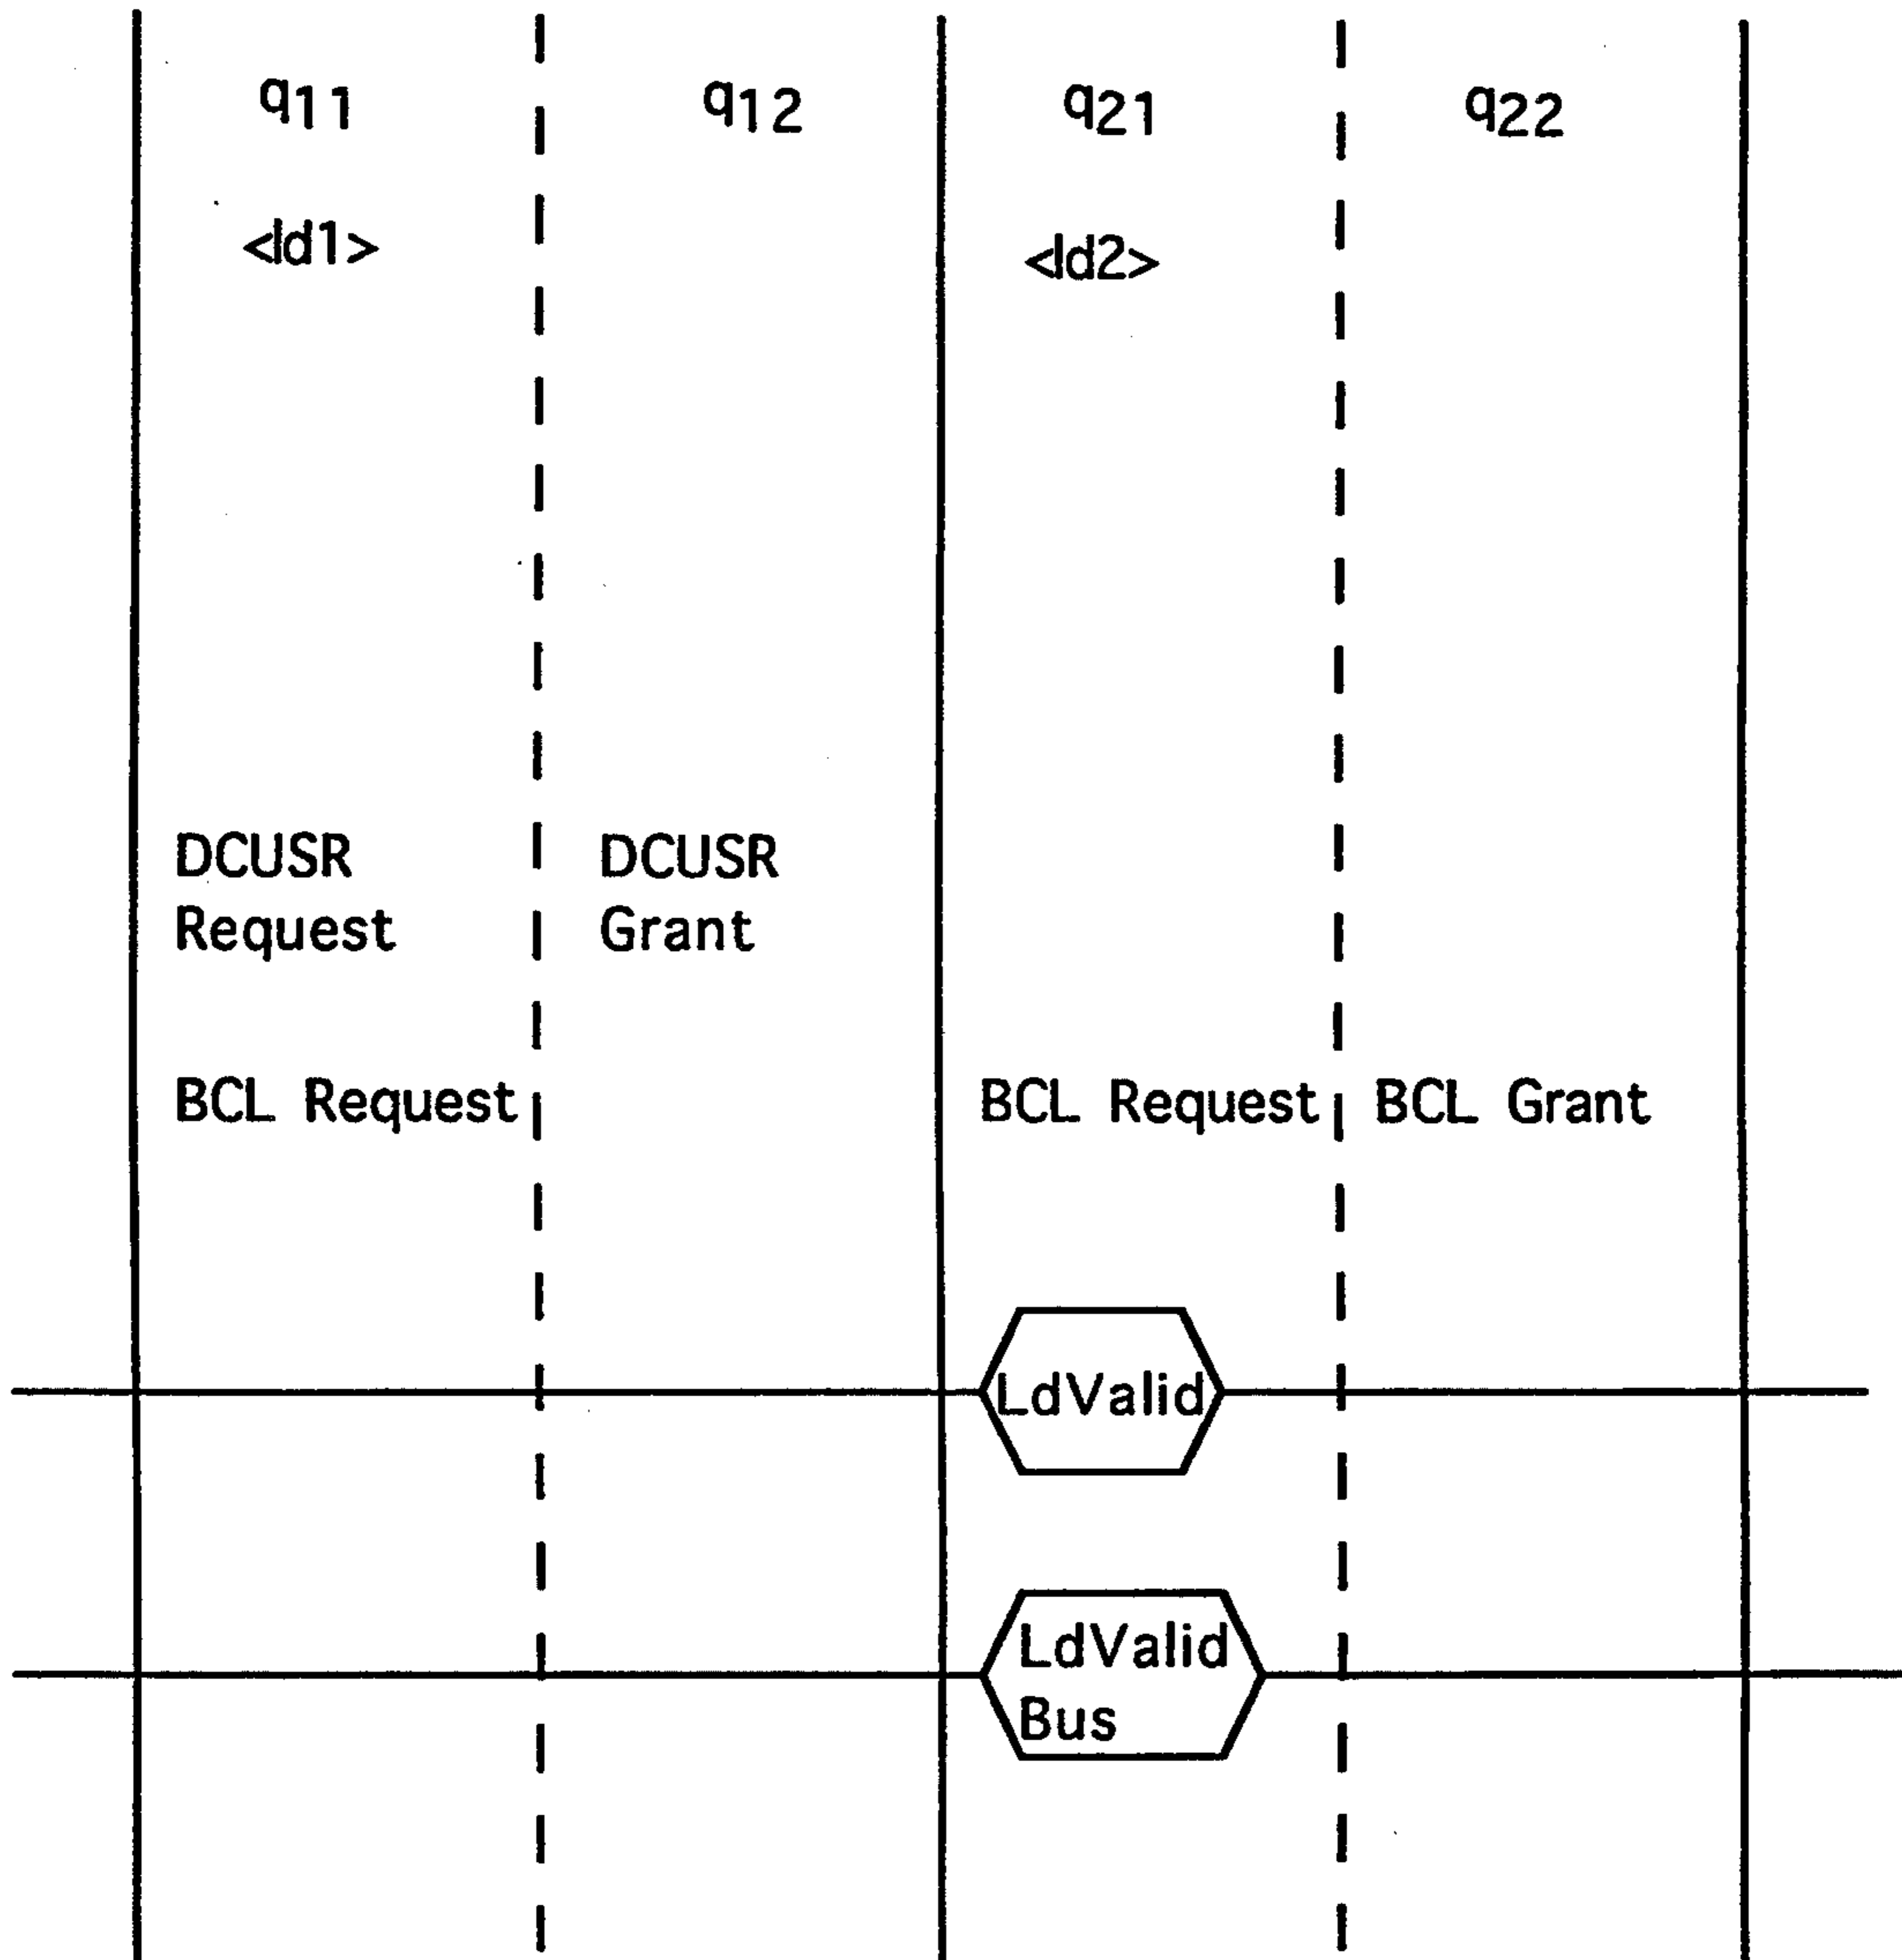 q11 q12 q21 q22
<ld1> <ld2>
DCUSR DCUSR
Request Grant
BCL Request BCL Request BCL Grant
LdValid
LdValid
Bus